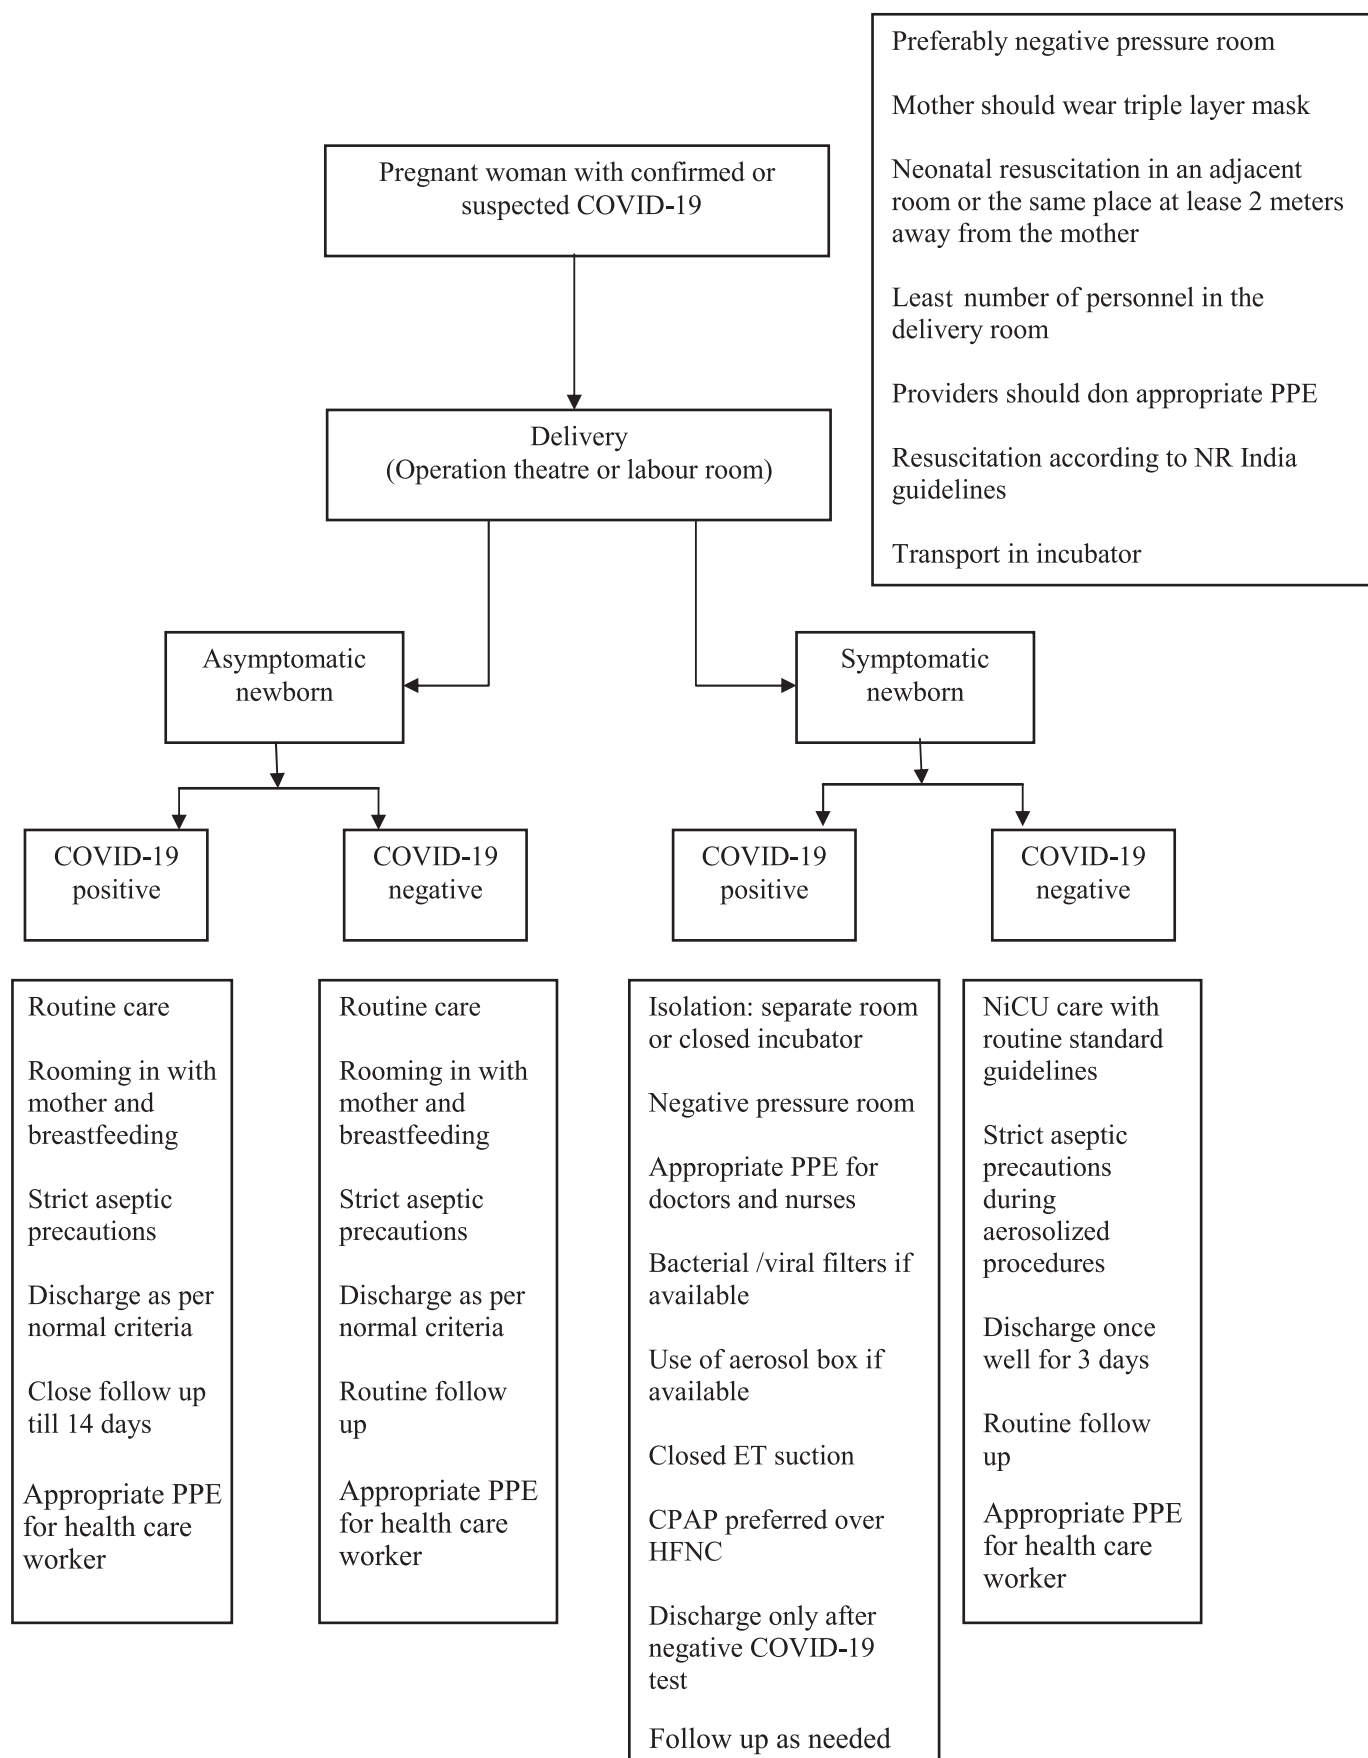 Preferably negative pressure room
Mother should wear triple layer mask
Neonatal resuscitation in an adjacent
room or the same place at lease 2 meters
away from the mother
Least number of personnel in the
delivery room
Providers should don appropriate PPE
Resuscitation according to NR India
guidelines
Transport in incubator
Pregnant woman with confirmed or
suspected COVID-19
Delivery
(Operation theatre or labour room)
Asymptomatic
newborn
Symptomatic
newborn
COVID-19
positive
COVID-19
negative
COVID-19
positive
COVID-19
negative
Routine care
Rooming in with
mother and
breastfeeding
Strict aseptic
precautions
Discharge as per
normal criteria
Close follow up
till 14 days
Appropriate PPE
for health care
worker
Routine care
Rooming in with
mother and
breastfeeding
Strict aseptic
precautions
Discharge as per
normal criteria
Routine follow
up
Appropriate PPE
for health care
worker
Isolation: separate room
or closed incubator
Negative pressure room
Appropriate PPE for
doctors and nurses
Bacterial /viral filters if
available
Use of aerosol box if
available
Closed ET suction
CPAP preferred over
HFNC
Discharge only after
negative COVID-19
test
Follow up as needed
NiCU care with
routine standard
guidelines
Strict aseptic
precautions
during
aerosolized
procedures
Discharge once
well for 3 days
Routine follow
up
Appropriate PPE
for health care
worker